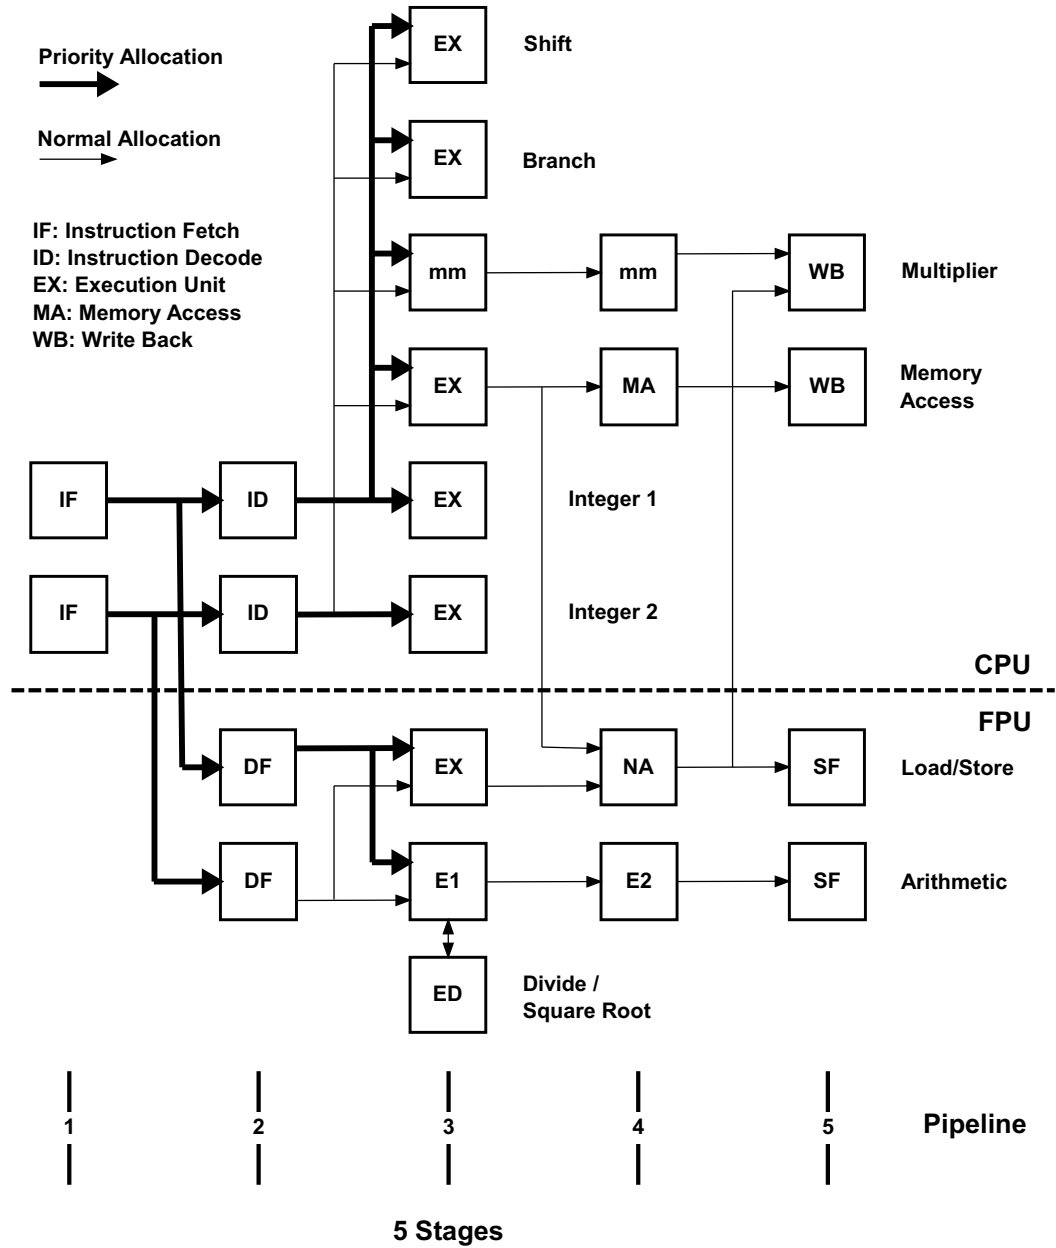 EX
Shift
Priority Allocation
Normal Allocation
EX
Branch
IF: Instruction Fetch
ID: Instruction Decode
EX: Execution Unit
MA: Memory Access
WB: Write Back
mm
mm
WB
Multiplier
EX
MA
WB
Memory
Access
IF
ID
EX
Integer 1
IF
ID
EX
Integer 2
CPU
FPU
DF
EX
NA
SF
Load/Store
DF
E1
E2
SF
Arithmetic
ED
Divide /
Square Root
1
2
3
4
5
Pipeline
5 Stages